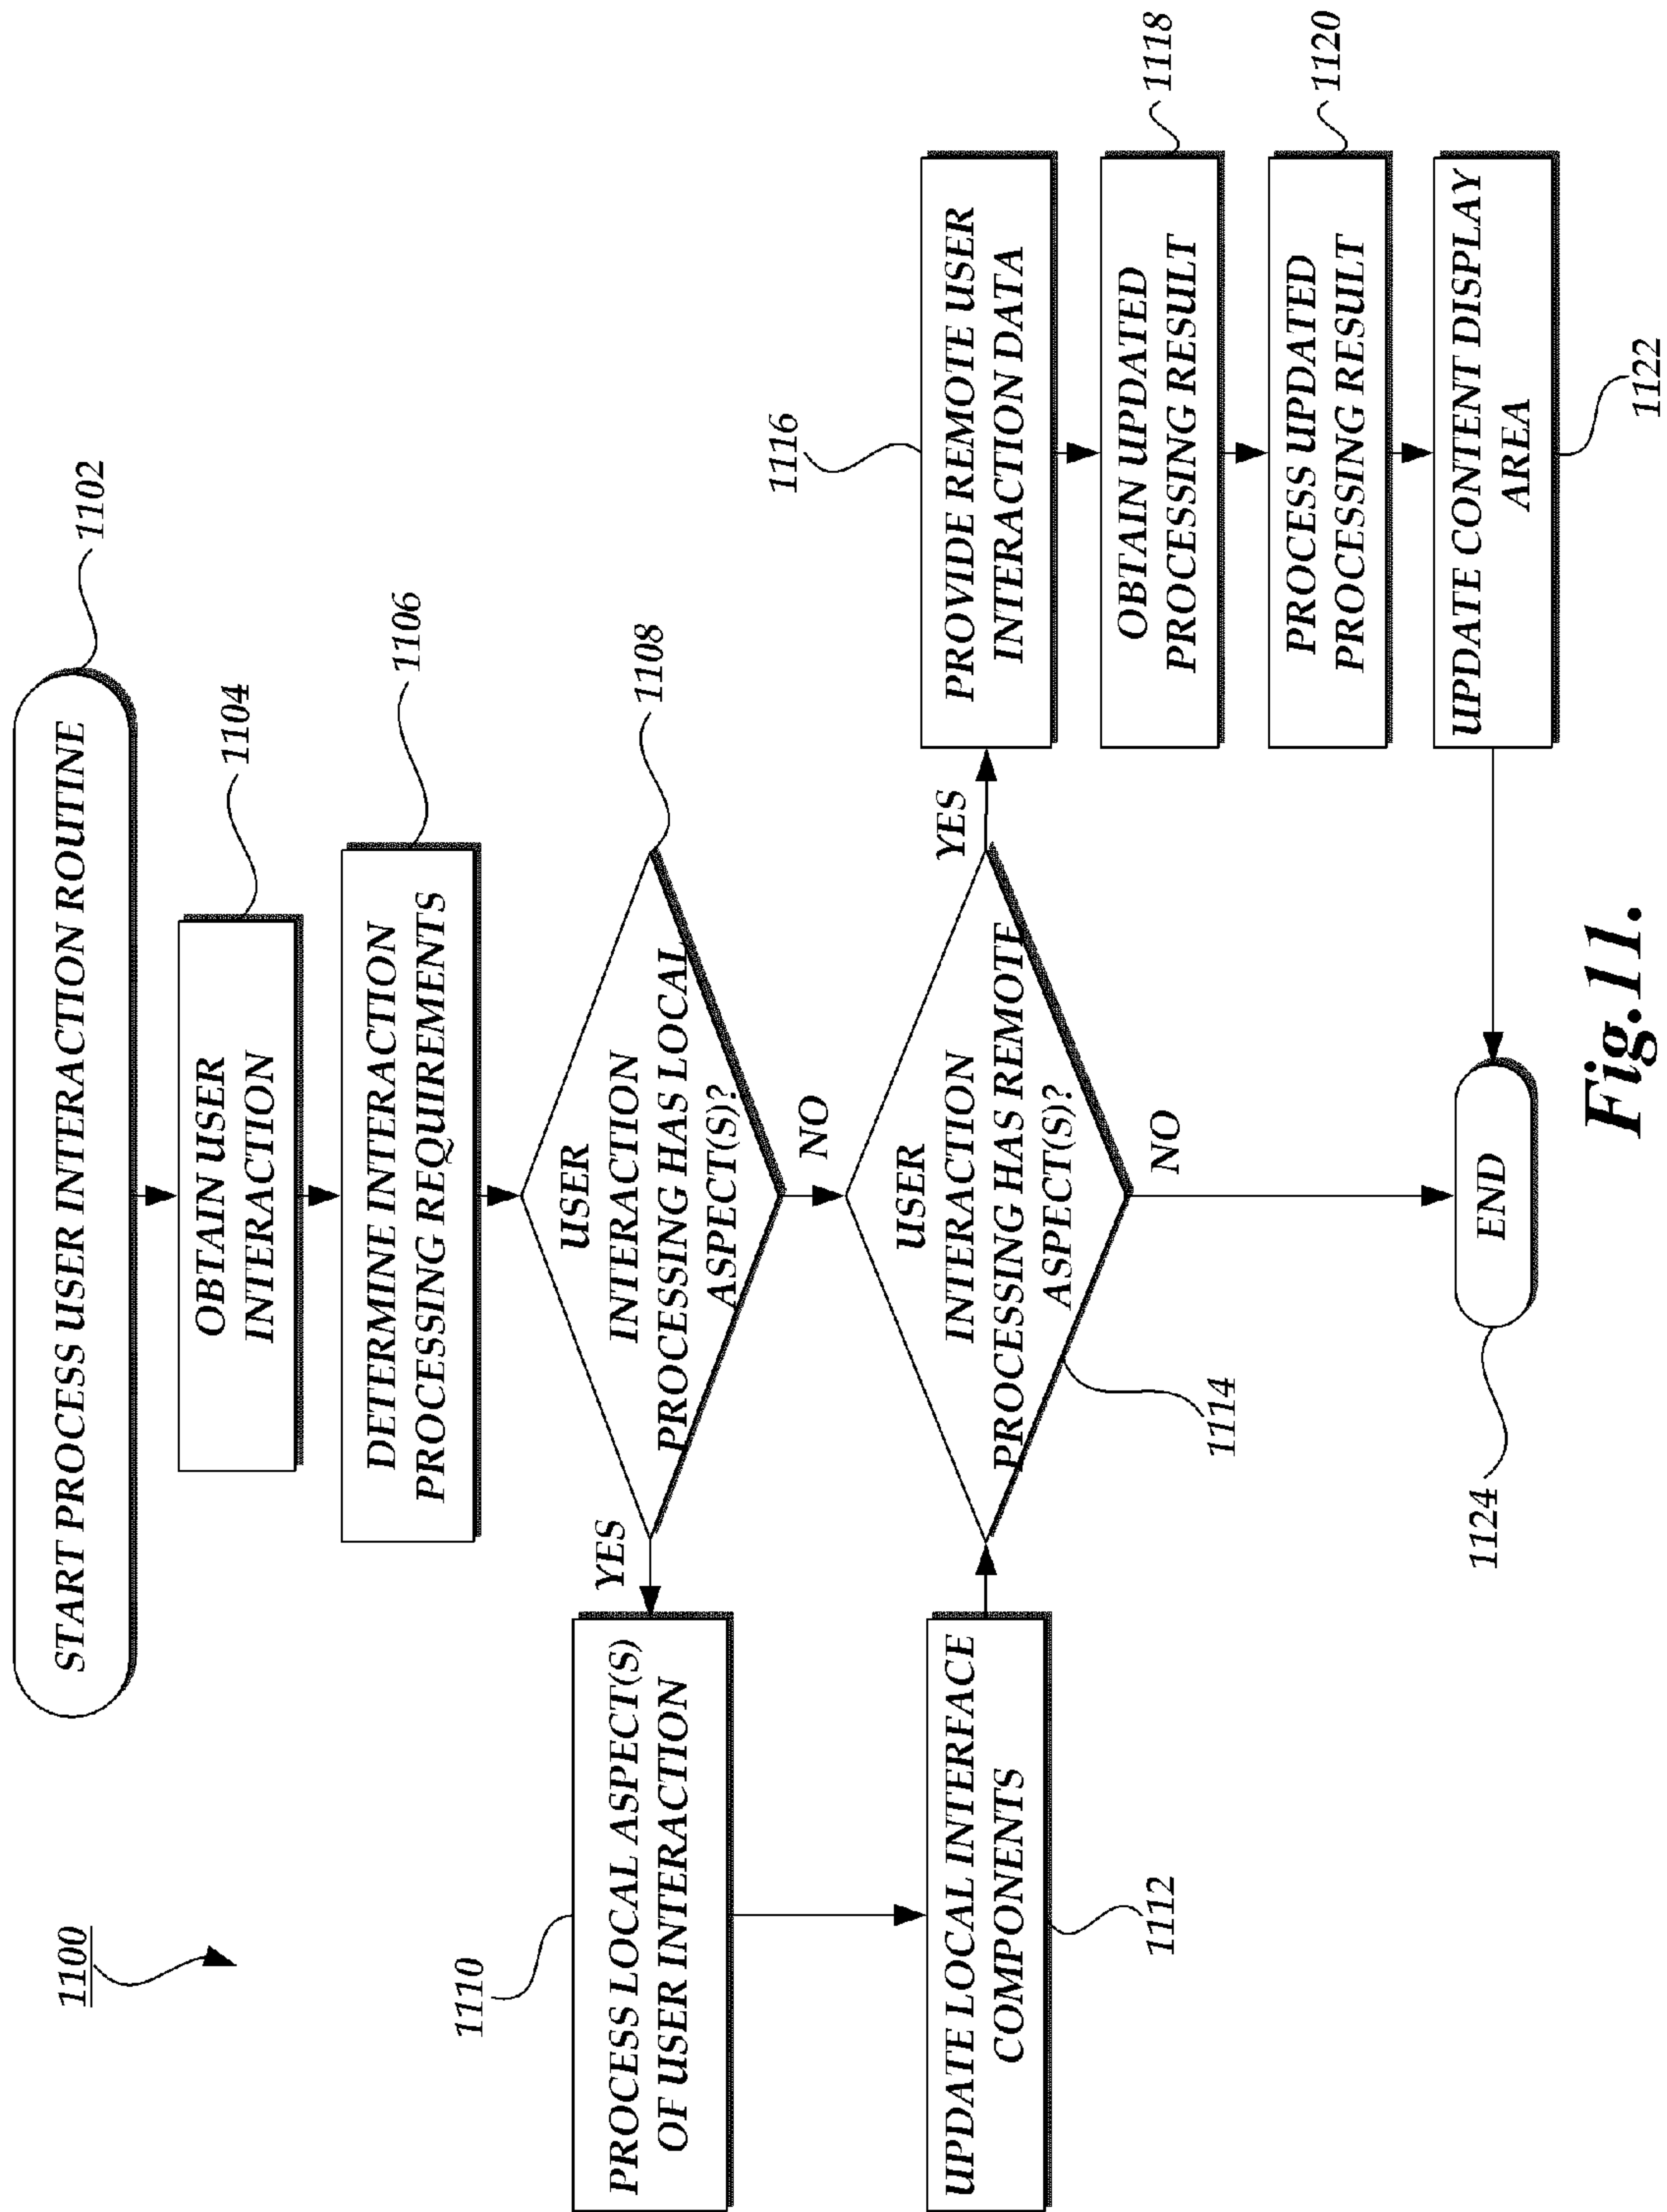 1100
START PROCESS USER INTERACTION ROUTINE
1102
OBTAIN USER
INTERACTION
1104
DETERMINE INTERACTION
PROCESSING REQUIREMENTS
1106
USER
INTERACTION
PROCESSING HAS LOCAL
ASPECT(S)?
1108
YES
NO
1110
PROCESS LOCAL ASPECT(S)
OF USER INTERACTION
UPDATE LOCAL INTERFACE
COMPONENTS
1112
USER
INTERACTION
PROCESSING HAS REMOTE
ASPECT(S)?
1114
YES
NO
1116
PROVIDE REMOTE USER
INTERACTION DATA
OBTAIN UPDATED
PROCESSING RESULT
1118
PROCESS UPDATED
PROCESSING RESULT
1120
UPDATE CONTENT DISPLAY
AREA
1122
END
1124
Fig.11.